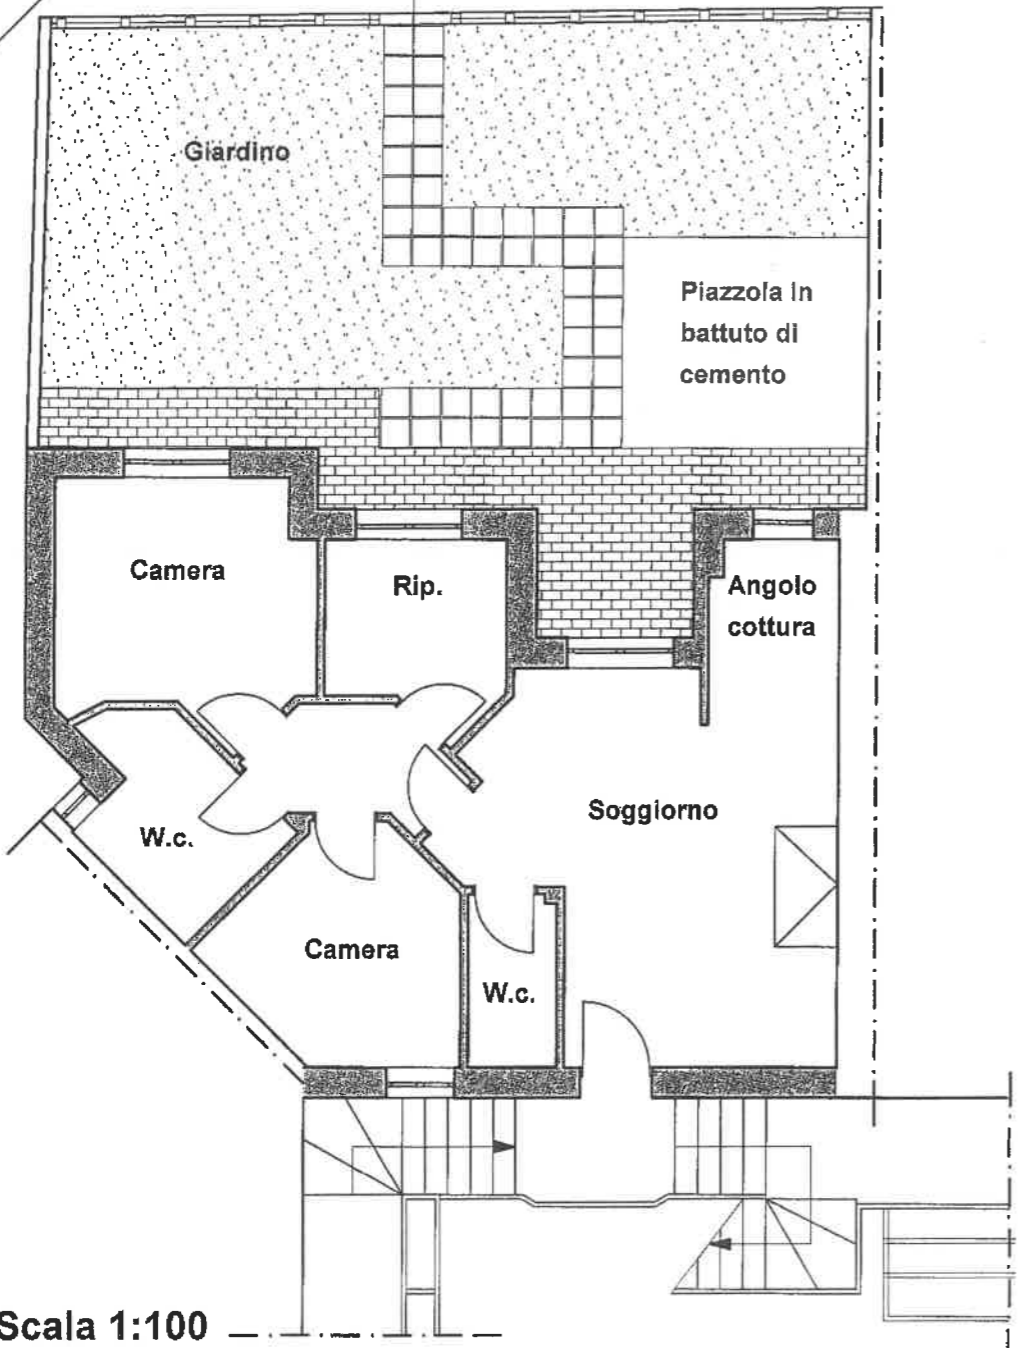 Giardino
Piazzola in
battuto di
cemento
Camera
Rip.
Angolo
cottura
Soggiorno
W.c.
Camera
W.c.
Scala 1:100